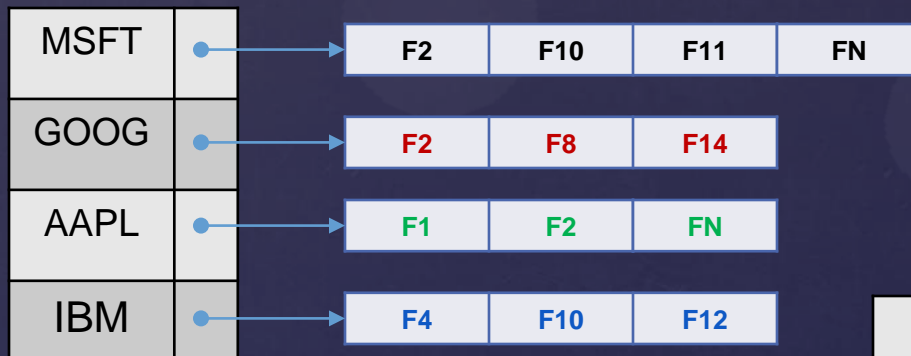 MSFT F2 F10 F11 FN
GOOG F2 F8 F14
AAPL F1 F2 FN
IBM F4 F10 F12